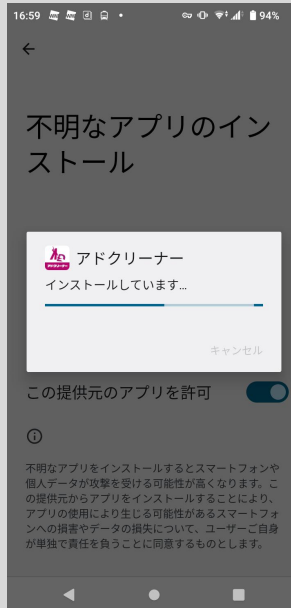 16:59
94%
不明なアプリのイン
ストール
アドクリーナー
インストールしています…
キャンセル
この提供元のアプリを許可
不明なアプリをインストールするとスマートフォンや
個人データが攻撃を受ける可能性が高くなります。こ
の提供元からアプリをインストールすることにより、
アプリの使用により生じる可能性があるスマートフォ
ンへの損害やデータの損失について、ユーザーご自身
が単独で責任を負うことに同意するものとします。